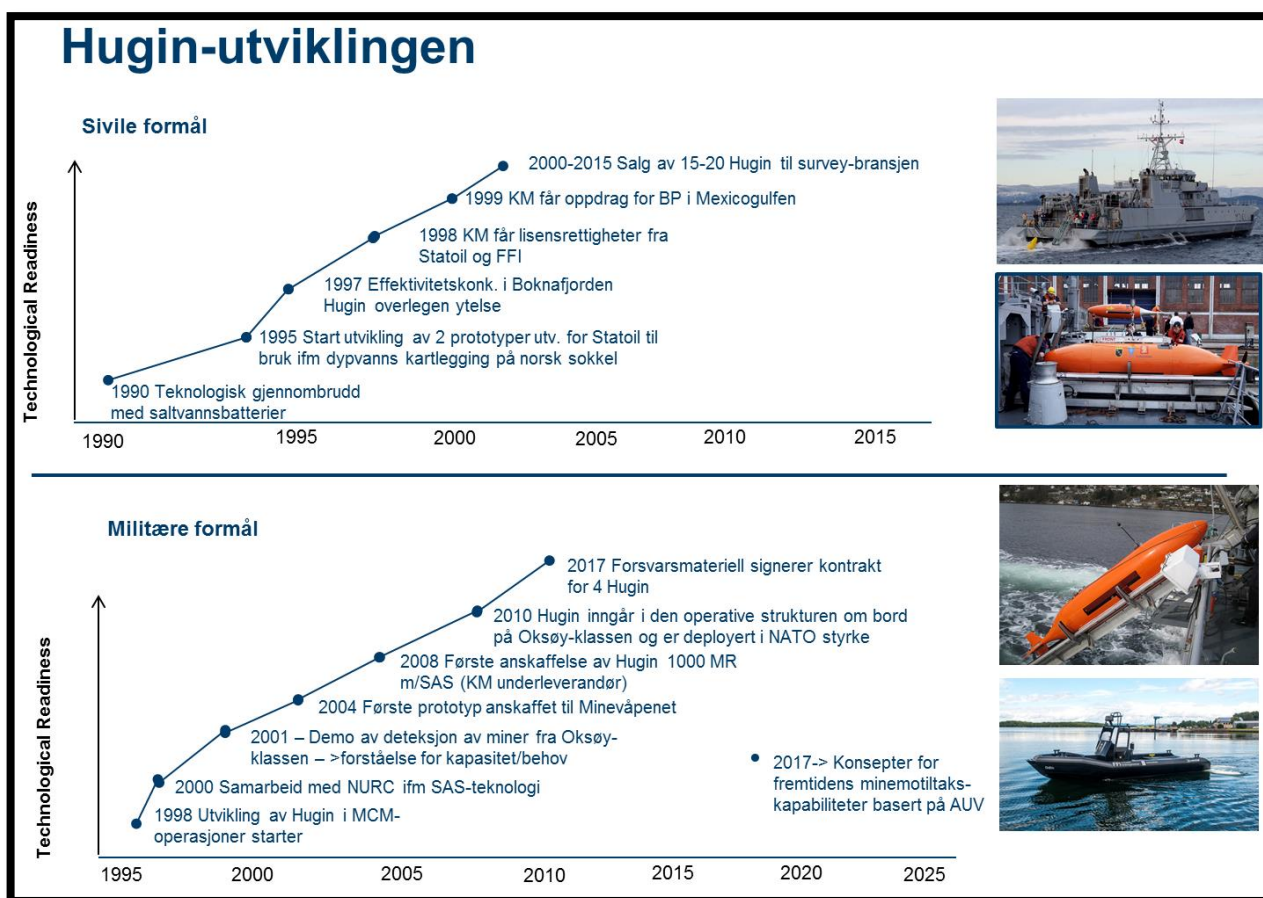 Hugin-utviklingen
Sivile formål
Technological Readiness
2000-2015 Salg av 15-20 Hugin til survey-bransjen
1999 KM får oppdrag for BP i Mexicogulfen
1998 KM får lisensrettigheter fra
Statoil og FFI
1997 Effektivitetskonk. i Boknafjorden
Hugin overlegen ytelse
1995 Start utvikling av 2 prototyper utv. for Statoil til
bruk ifm dypvanns kartlegging på norsk sokkel
1990 Teknologisk gjennombrudd
med saltvannsbatterier
1990 1995 2000 2005 2010 2015
Militære formål
Technological Readiness
2017 Forsvarsmateriell signerer kontrakt
for 4 Hugin
2010 Hugin inngår i den operative strukturen om bord
på Oksøy-klassen og er deployert i NATO styrke
2008 Første anskaffelse av Hugin 1000 MR
m/SAS (KM underleverandør)
2004 Første prototyp anskaffet til Minevåpenet
2001 – Demo av deteksjon av miner fra Oksøy-
klassen – >forståelse for kapasitet/behov
2000 Samarbeid med NURC ifm SAS-teknologi
1998 Utvikling av Hugin i MCM-
operasjoner starter
2017-> Konsepter for
fremtidens minemotiltaks-
kapabiliteter basert på AUV
1995 2000 2005 2010 2015 2020 2025